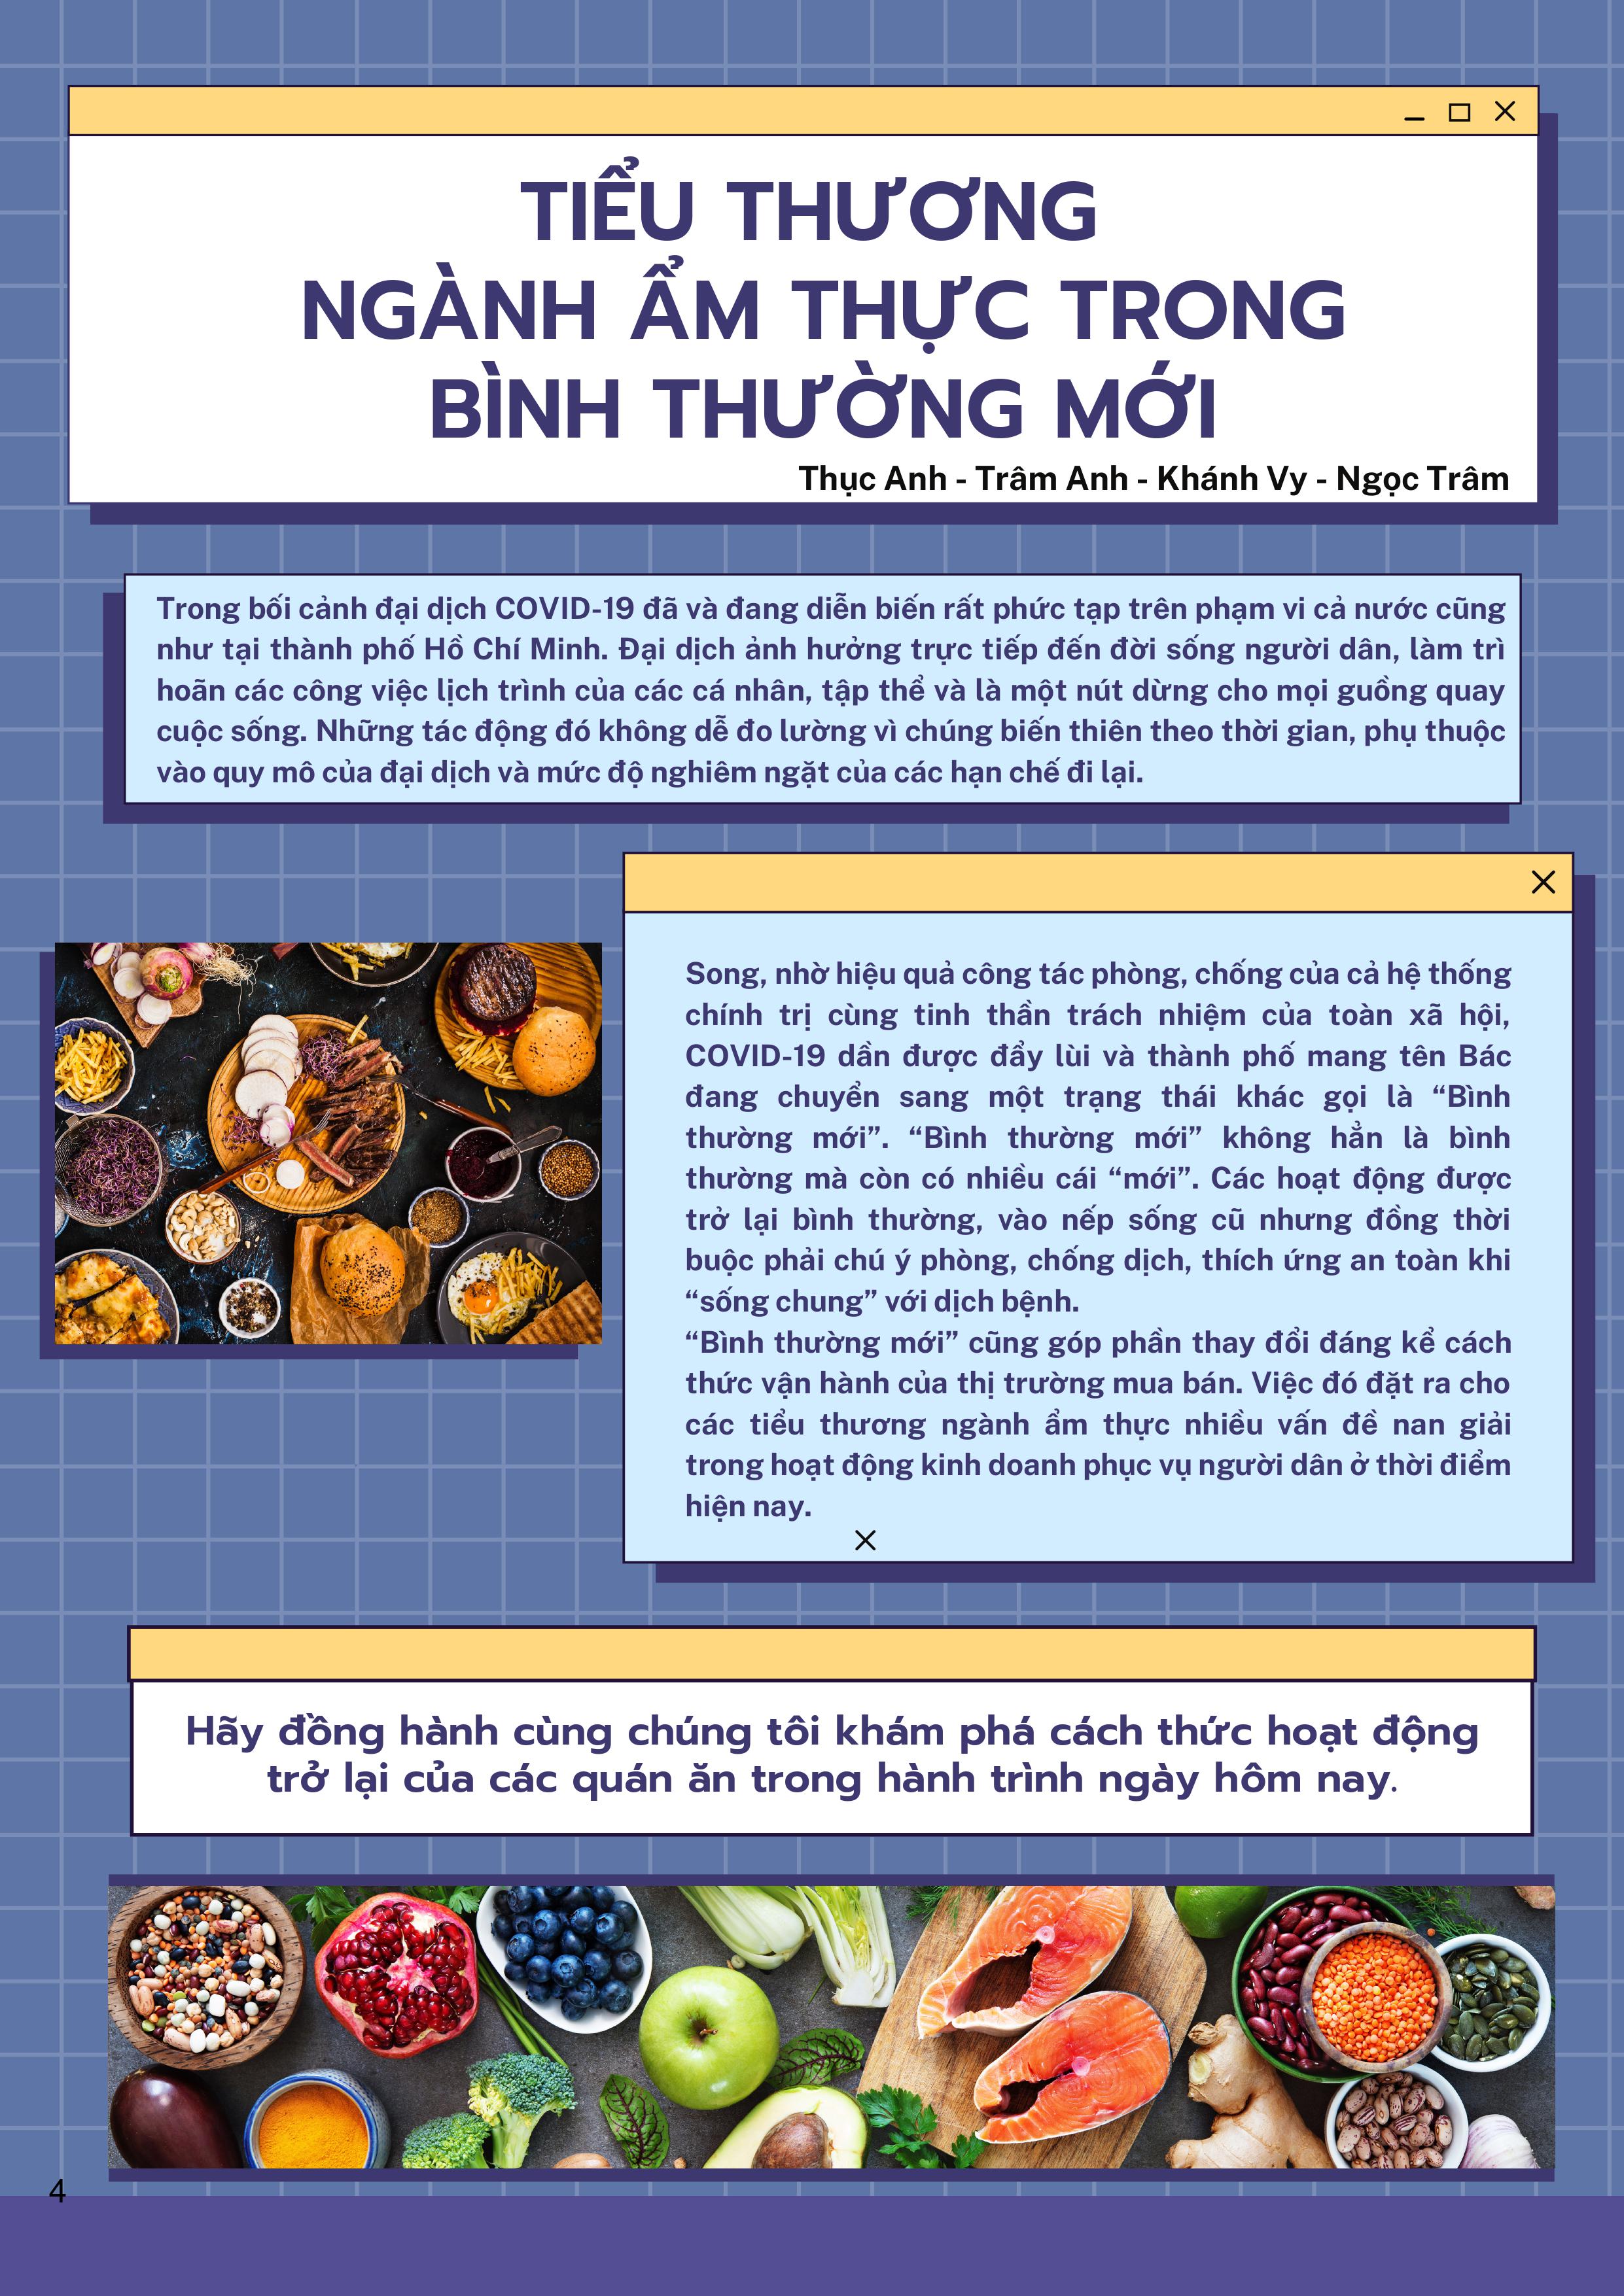 TIỂU THƯƠNG
NGÀNH ẨM THỰC TRONG
BÌNH THƯỜNG MỚI
Thục Anh - Trâm Anh - Khánh Vy - Ngọc Trâm
Trong bối cảnh đại dịch COVID-19 đã và đang diễn biến rất phức tạp trên phạm vi cả nước cũng
như tại thành phố Hồ Chí Minh. Đại dịch ảnh hưởng trực tiếp đến đời sống người dân, làm trì
hoãn các công việc lịch trình của các cá nhân, tập thể và là một nút dừng cho mọi guồng quay
cuộc sống. Những tác động đó không dễ đo lường vì chúng biến thiên theo thời gian, phụ thuộc
vào quy mô của đại dịch và mức độ nghiêm ngặt của các hạn chế đi lại.
Song, nhờ hiệu quả công tác phòng, chống của cả hệ thống
chính trị cùng tinh thần trách nhiệm của toàn xã hội,
COVID-19 dần được đẩy lùi và thành phố mang tên Bác
đang chuyển sang một trạng thái khác gọi là “Bình
thường mới”. “Bình thường mới” không hẳn là bình
thường mà còn có nhiều cái “mới”. Các hoạt động được
trở lại bình thường, vào nếp sống cũ nhưng đồng thời
buộc phải chú ý phòng, chống dịch, thích ứng an toàn khi
“sống chung” với dịch bệnh.
“Bình thường mới” cũng góp phần thay đổi đáng kể cách
thức vận hành của thị trường mua bán. Việc đó đặt ra cho
các tiểu thương ngành ẩm thực nhiều vấn đề nan giải
trong hoạt động kinh doanh phục vụ người dân ở thời điểm
hiện nay.
Hãy đồng hành cùng chúng tôi khám phá cách thức hoạt động
trở lại của các quán ăn trong hành trình ngày hôm nay.
4